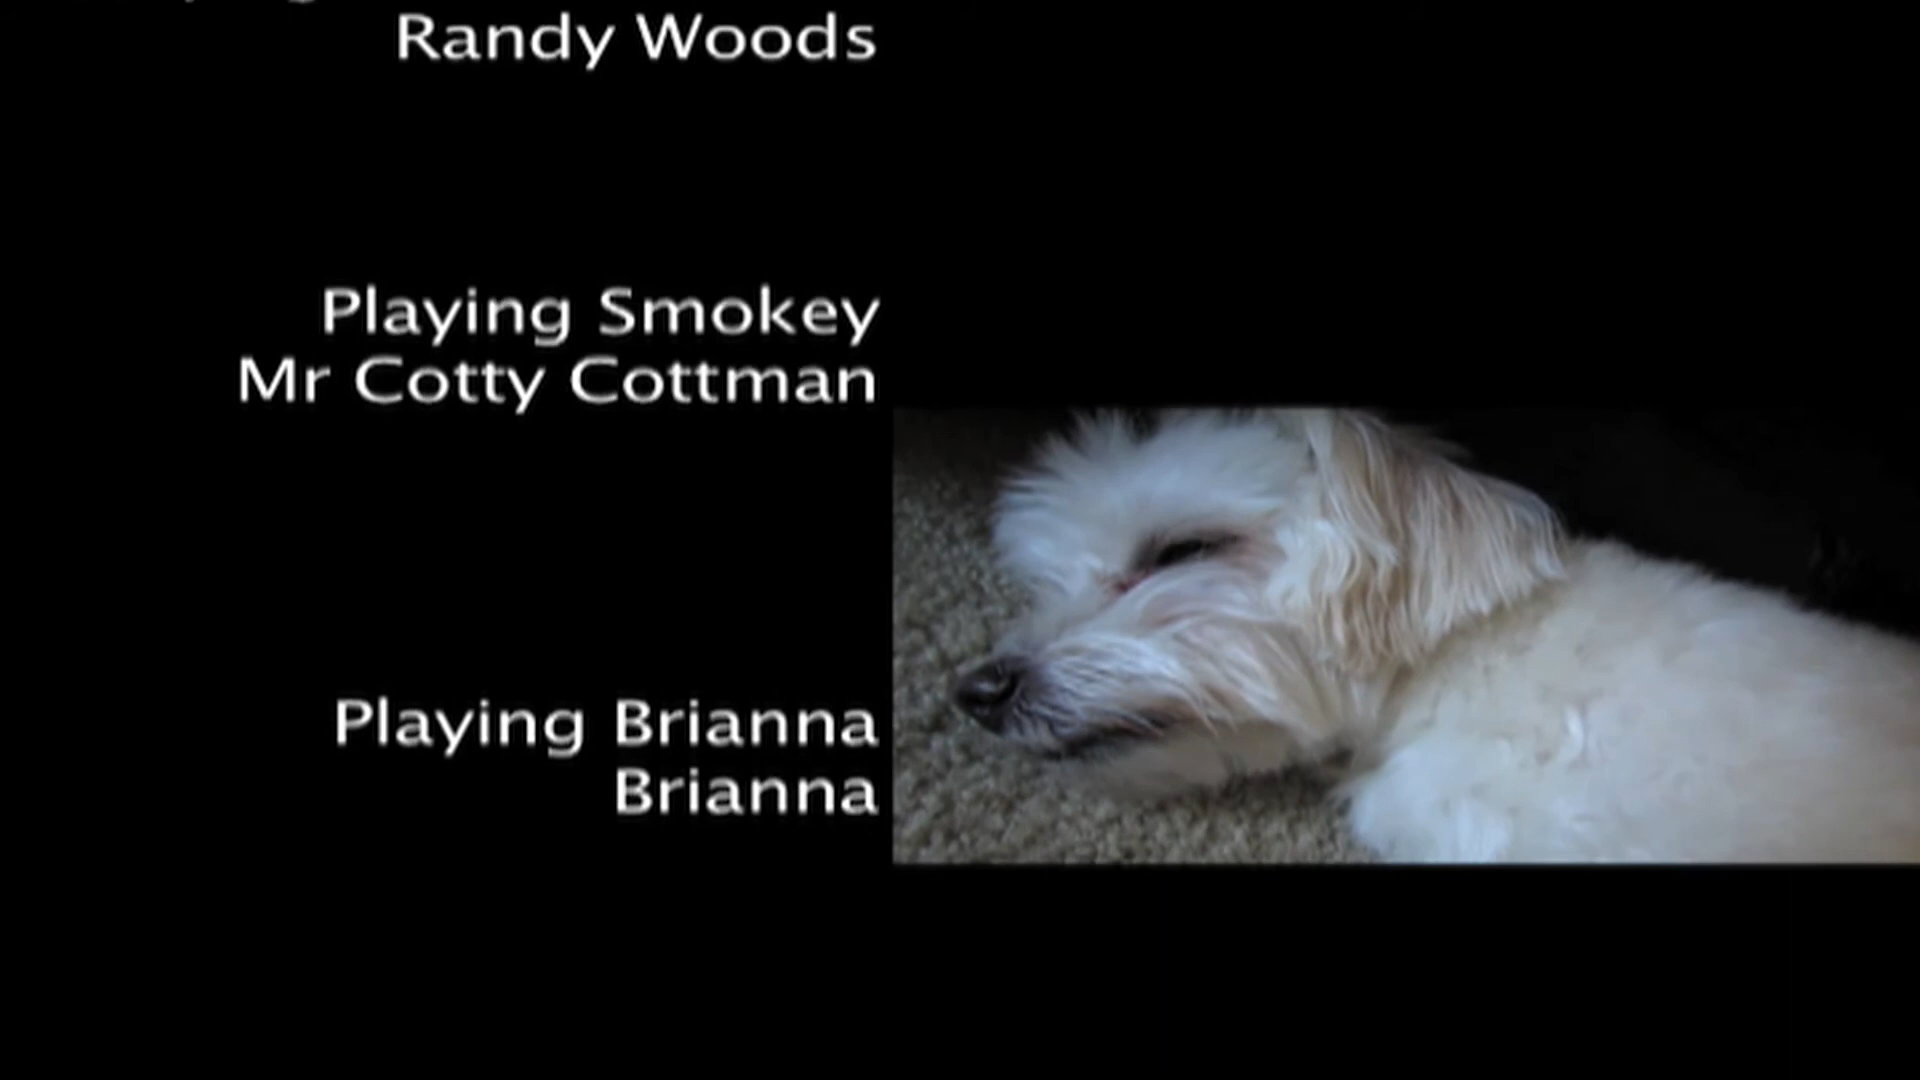 Randy Woods
Playing Smokey
Mr Cotty Cottman
Playing Brianna
Brianna